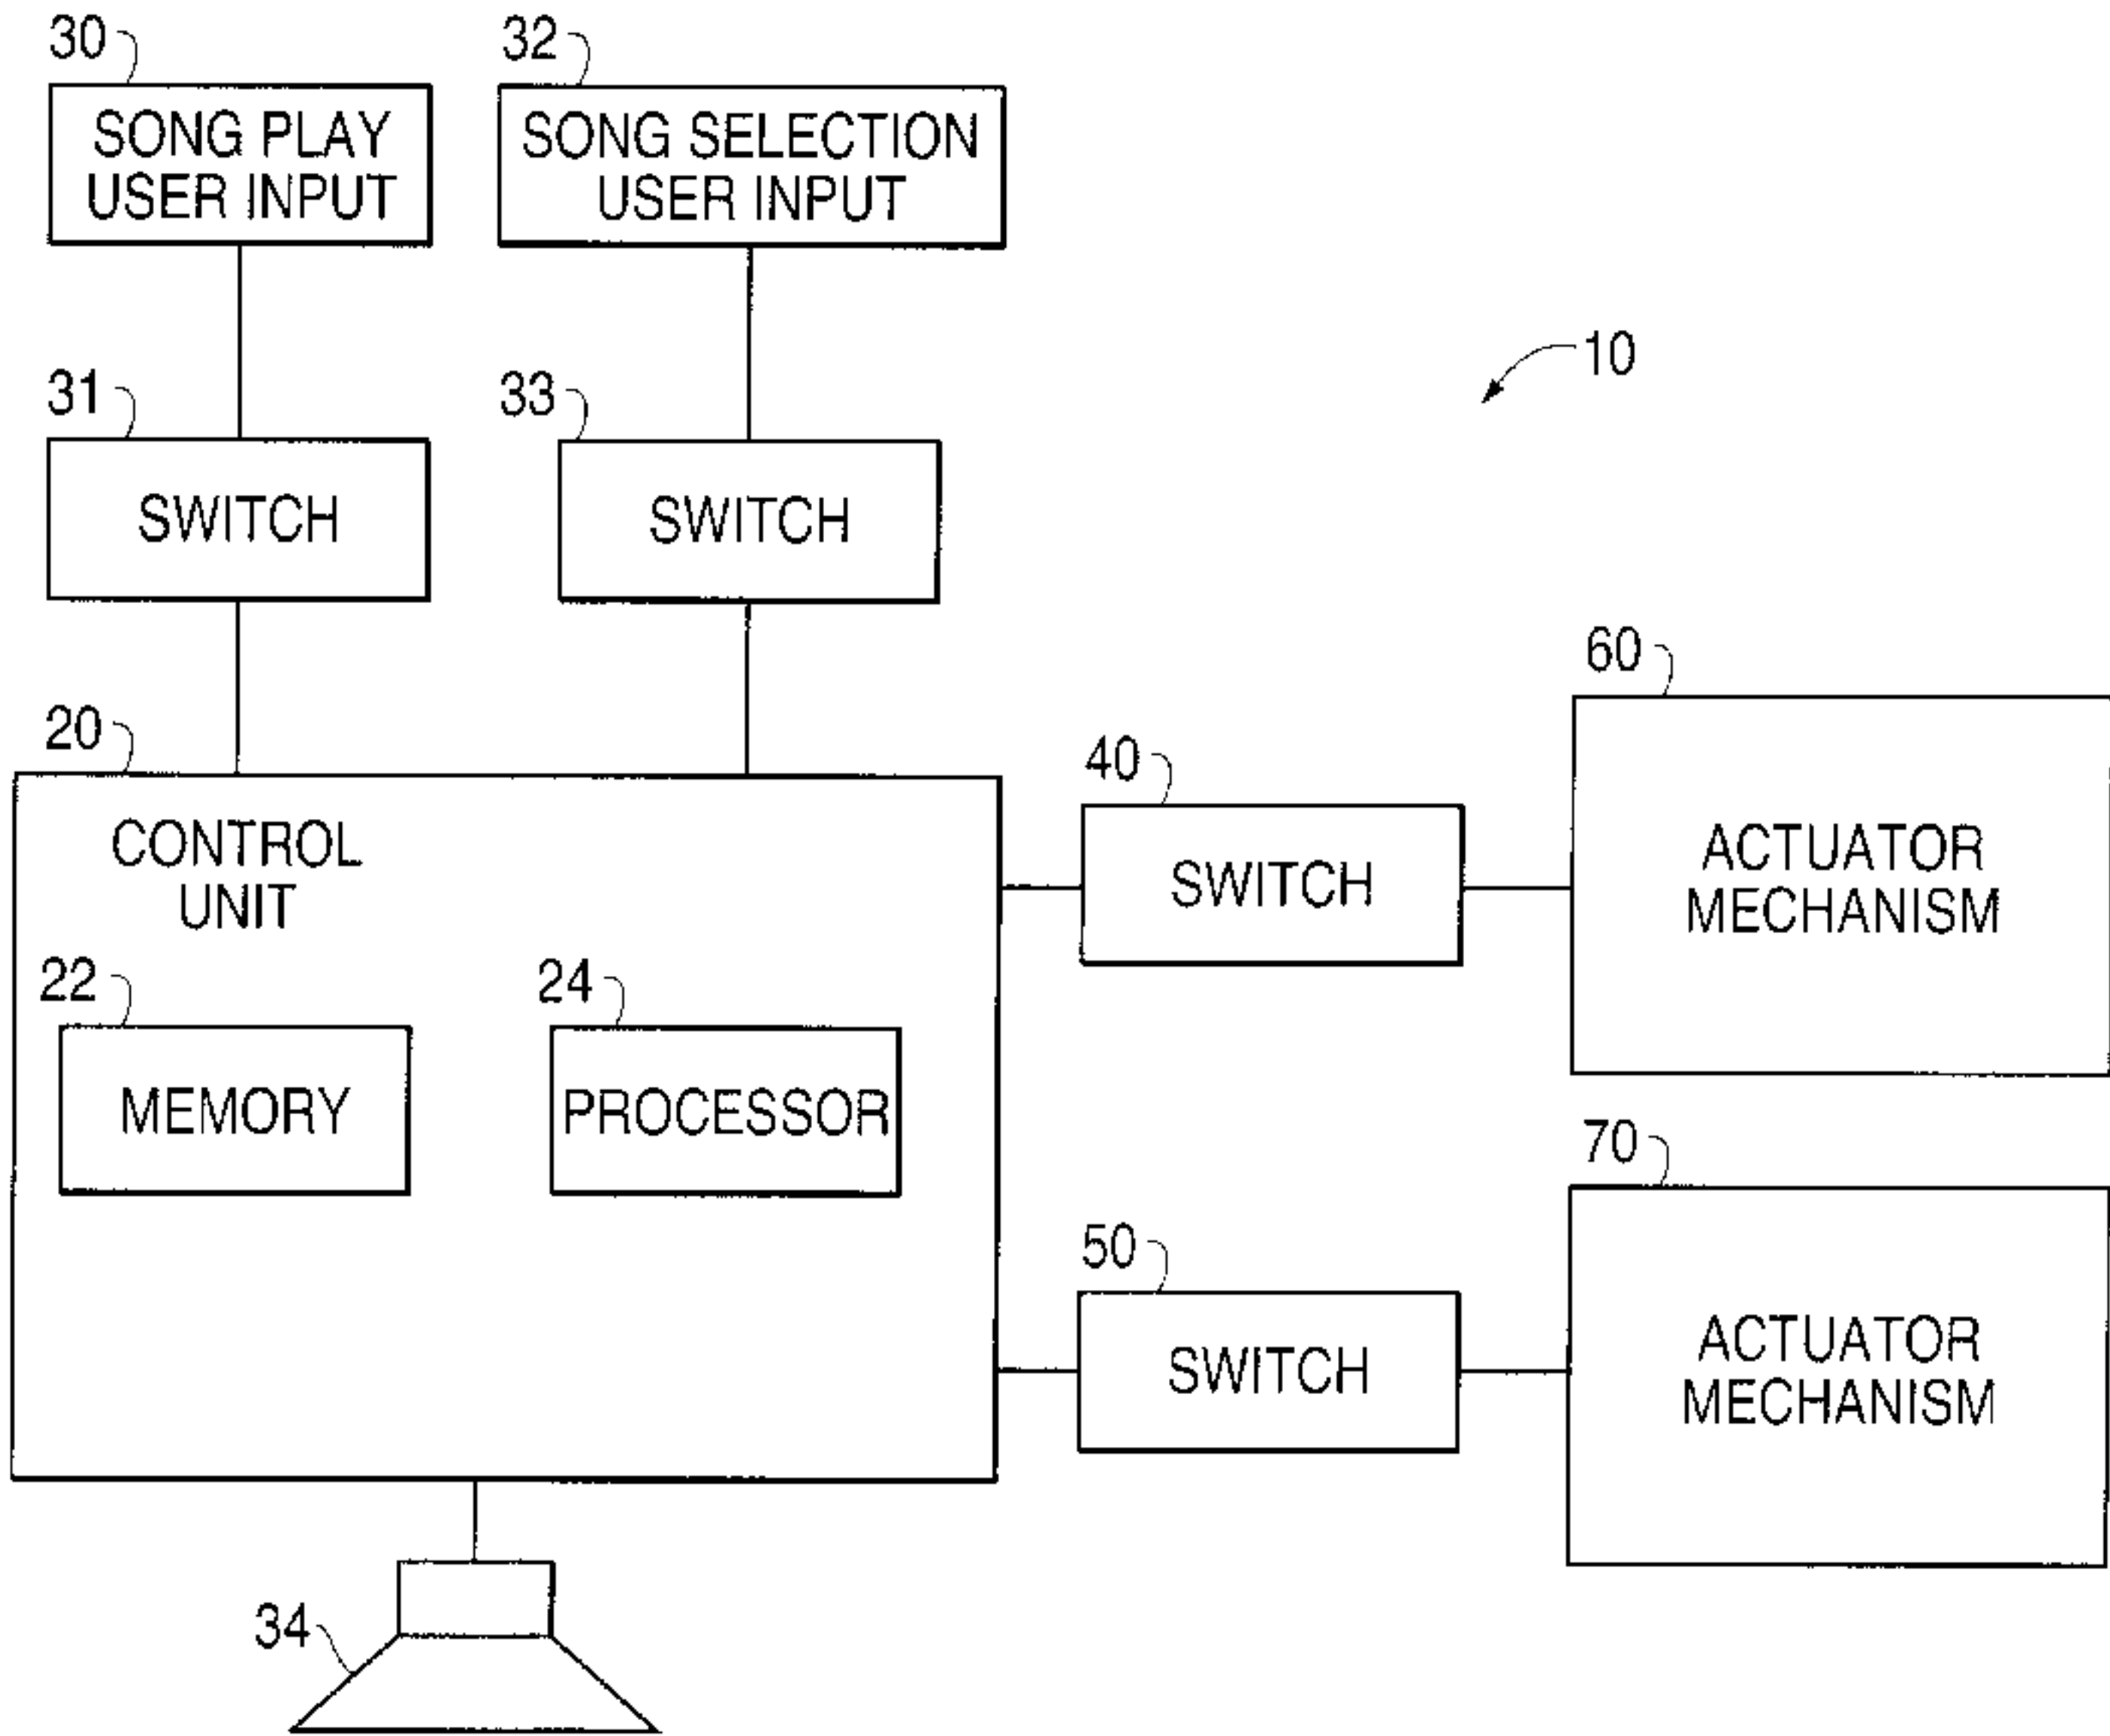 30
SONG PLAY
USER INPUT
32
SONG SELECTION
USER INPUT
10
31
SWITCH
33
SWITCH
20
CONTROL
UNIT
22
MEMORY
24
PROCESSOR
40
SWITCH
60
ACTUATOR
MECHANISM
50
SWITCH
70
ACTUATOR
MECHANISM
34